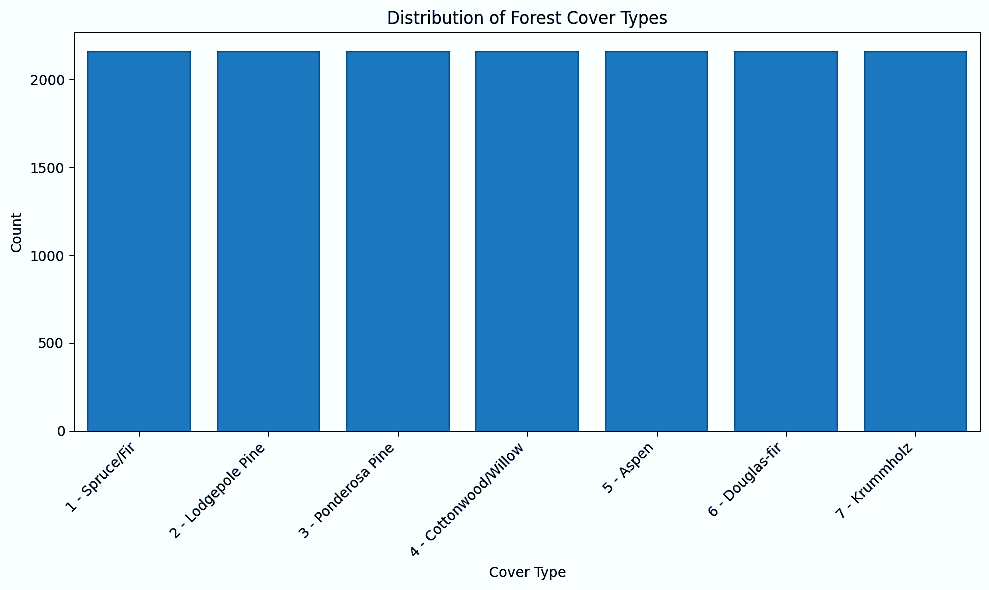 Distribution of Forest Cover Types
Count
2000
1500
1000
500
0
1 - Spruce/Fir
2 - Lodgepole Pine
3 - Ponderosa Pine
4 - Cottonwood/Willow
5 - Aspen
6 - Douglas-fir
7 - Krummholz
Cover Type